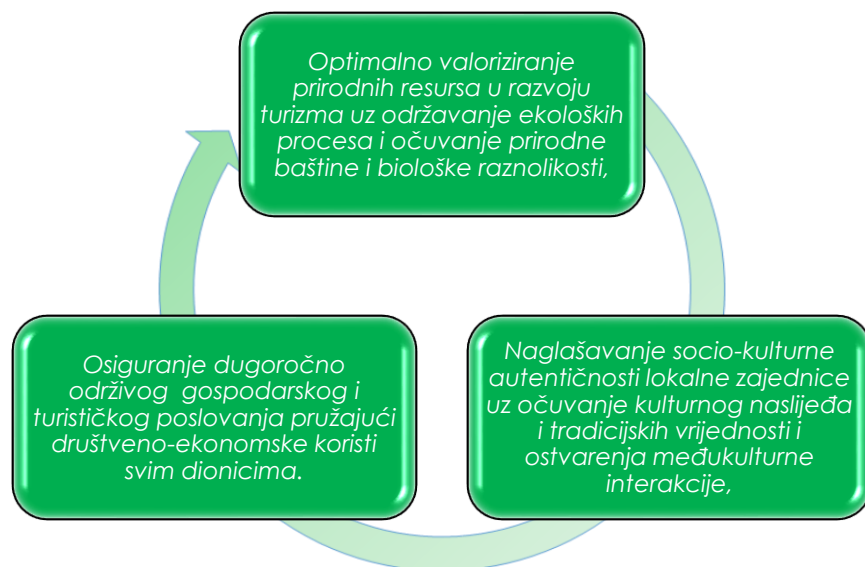 Optimalno valoriziranje
prirodnih resursa u razvoju
turizma uz održavanje ekoloških
procesa i očuvanje prirodne
baštine i biološke raznolikosti,
Naglašavanje socio-kulturne
autentičnosti lokalne zajednice
uz očuvanje kulturnog naslijeđa
i tradicijskih vrijednosti i
ostvarenja međukulturne
interakcije,
Osiguranje dugoročno
održivog  gospodarskog i
turističkog poslovanja pružajući
društveno-ekonomske koristi
svim dionicima.